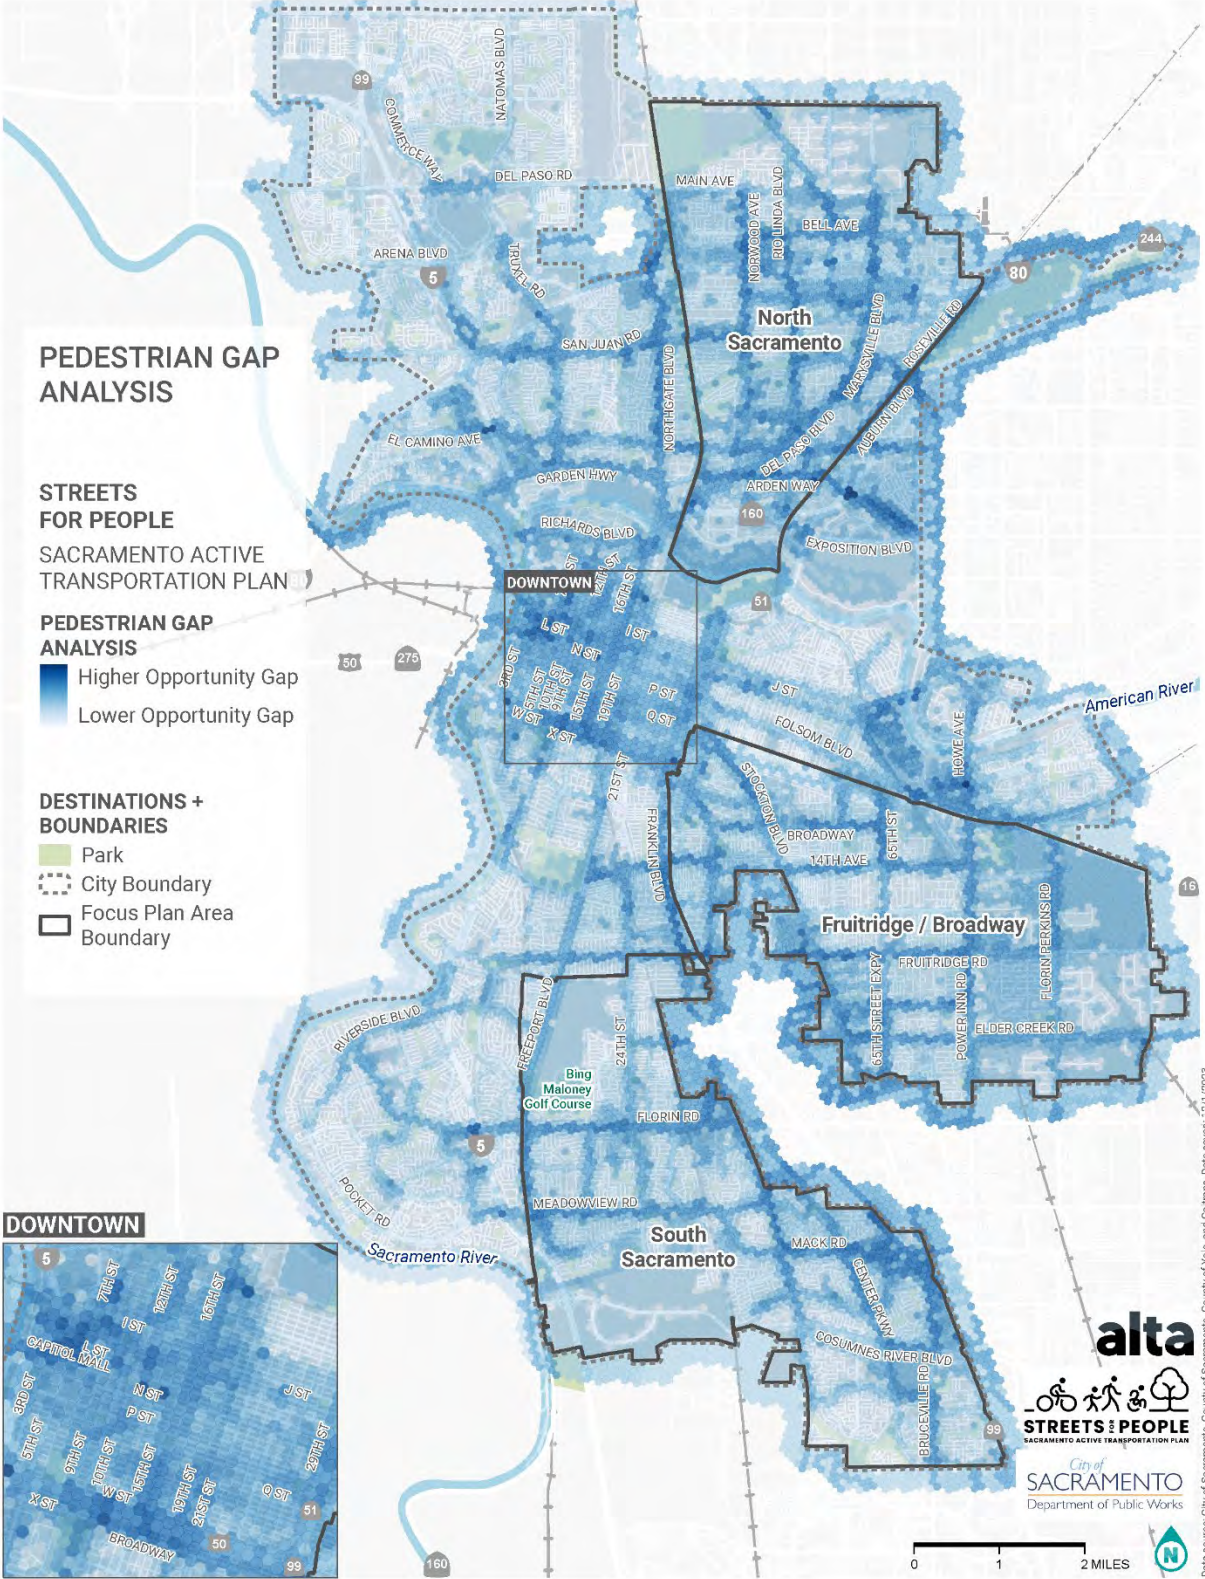 PEDESTRIAN GAP
ANALYSIS
STREETS
FOR PEOPLE
SACRAMENTO ACTIVE
TRANSPORTATION PLAN
PEDESTRIAN GAP
ANALYSIS
Higher Opportunity Gap
Lower Opportunity Gap
DESTINATIONS +
BOUNDARIES
Park
City Boundary
Focus Plan Area
Boundary
99
COMMERCE WAY
NATOMAS BLVD
DEL PASO RD
MAIN AVE
NORWOOD AVE
RIO LINDA BLVD
BELL AVE
ARENA BLVD
5
TRUXEL RD
244
80
North
Sacramento
SAN JUAN RD
NORTHGATE BLVD
MARYSVILLE BLVD
ROSEVILLE RD
AUBURN BLVD
EL CAMINO AVE
DEL PASO BLVD
GARDEN HWY
ARDEN WAY
160
RICHARDS BLVD
EXPOSITION BLVD
DOWNTOWN
12TH ST
16TH ST
51
L ST
I ST
N ST
50
275
3RD ST
5TH ST
10TH ST
9TH ST
15TH ST
19TH ST
P ST
Q ST
W ST
X ST
J ST
American River
FOLSOM BLVD
HOWE AVE
21ST ST
STOCKTON BLVD
FRANKLIN BLVD
BROADWAY
65TH ST
14TH AVE
16
Fruitridge / Broadway
FLORIN PERKINS RD
FRUITRIDGE RD
65TH STREET EXPY
POWER INN RD
ELDER CREEK RD
RIVERSIDE BLVD
FREEPORT BLVD
24TH ST
Bing
Maloney
Golf Course
FLORIN RD
5
POCKET RD
MEADOWVIEW RD
South
Sacramento
MACK RD
Sacramento River
CENTER PKWY
COSUMNES RIVER BLVD
BRUCEVILLE RD
99
160
DOWNTOWN
5
7TH ST
12TH ST
16TH ST
I ST
L ST
CAPITOL MALL
3RD ST
N ST
J ST
P ST
5TH ST
9TH ST
10TH ST
15TH ST
29TH ST
19TH ST
21ST ST
W ST
Q ST
X ST
51
BROADWAY
50
99
alta
STREETS FOR PEOPLE
SACRAMENTO ACTIVE TRANSPORTATION PLAN
City of
SACRAMENTO
Department of Public Works
0 1 2 MILES
N